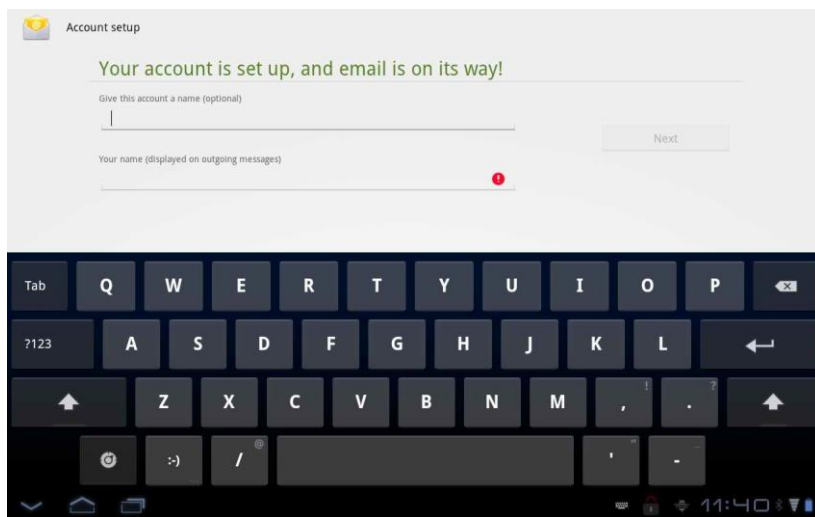 Account setup
Your account is set up, and email is on its way!
Give this account a name (optional)
Next
Your name (displayed on outgoing messages)
Tab Q W E R T Y U I O P
?123 A S D F G H J K L
Z X C V B N M , ! . ?
:-) / @ ' " - _
11:40